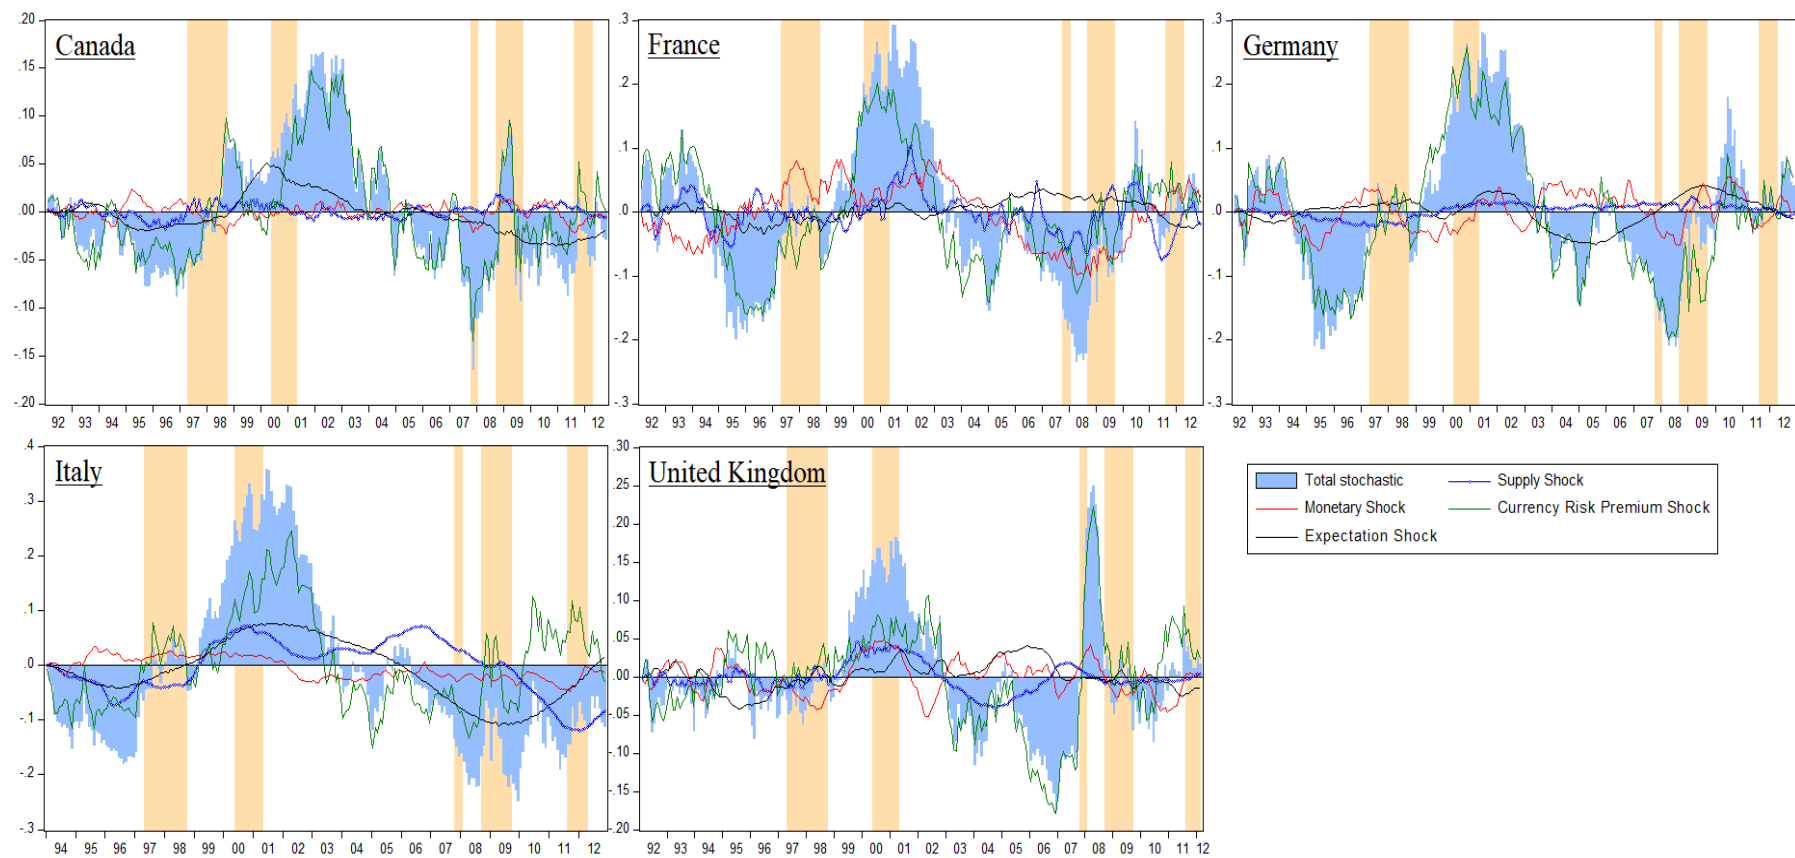 Canada
.20
.15
.10
.05
.00
-.05
-.10
-.15
-.20
92 93 94 95 96 97 98 99 00 01 02 03 04 05 06 07 08 09 10 11 12
France
.3
.2
.1
.0
-.1
-.2
-.3
92 93 94 95 96 97 98 99 00 01 02 03 04 05 06 07 08 09 10 11 12
Germany
.3
.2
.1
.0
-.1
-.2
-.3
92 93 94 95 96 97 98 99 00 01 02 03 04 05 06 07 08 09 10 11 12
Italy
.4
.3
.2
.1
.0
-.1
-.2
-.3
94 95 96 97 98 99 00 01 02 03 04 05 06 07 08 09 10 11 12
United Kingdom
.30
.25
.20
.15
.10
.05
.00
-.05
-.10
-.15
-.20
92 93 94 95 96 97 98 99 00 01 02 03 04 05 06 07 08 09 10 11 12
Total stochastic
Supply Shock
Monetary Shock
Currency Risk Premium Shock
Expectation Shock